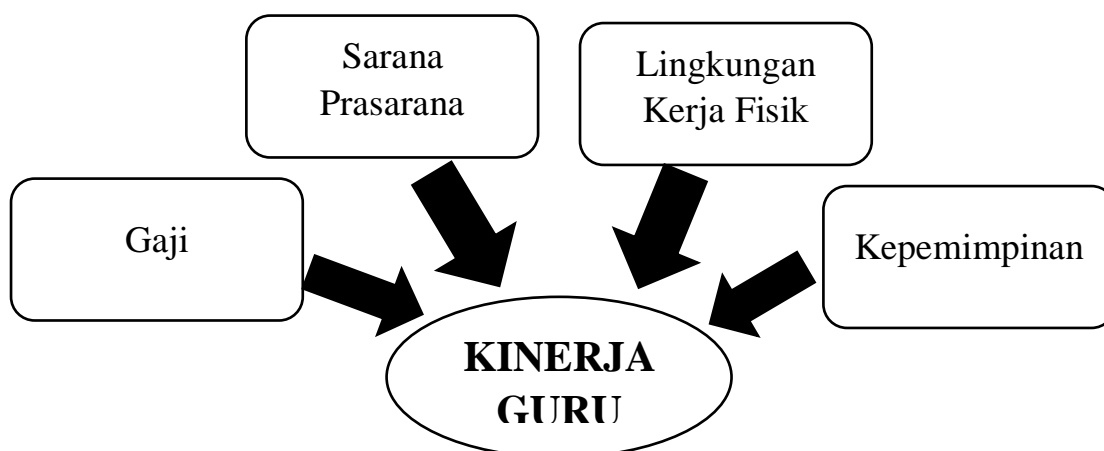 Sarana
Prasarana
Lingkungan
Kerja Fisik
Gaji
Kepemimpinan
KINERJA
GURU